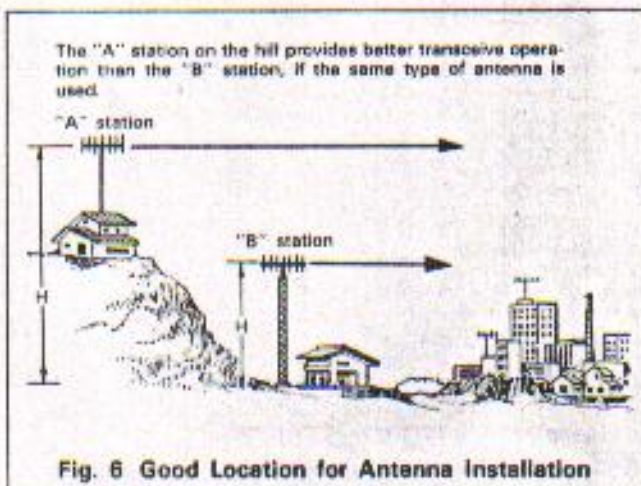 The "A" station on the hill provides better transceive opera-
tion than the "B" station, if the same type of antenna is
used.
"A" station
"B" station
H
H
Fig. 6 Good Location for Antenna Installation